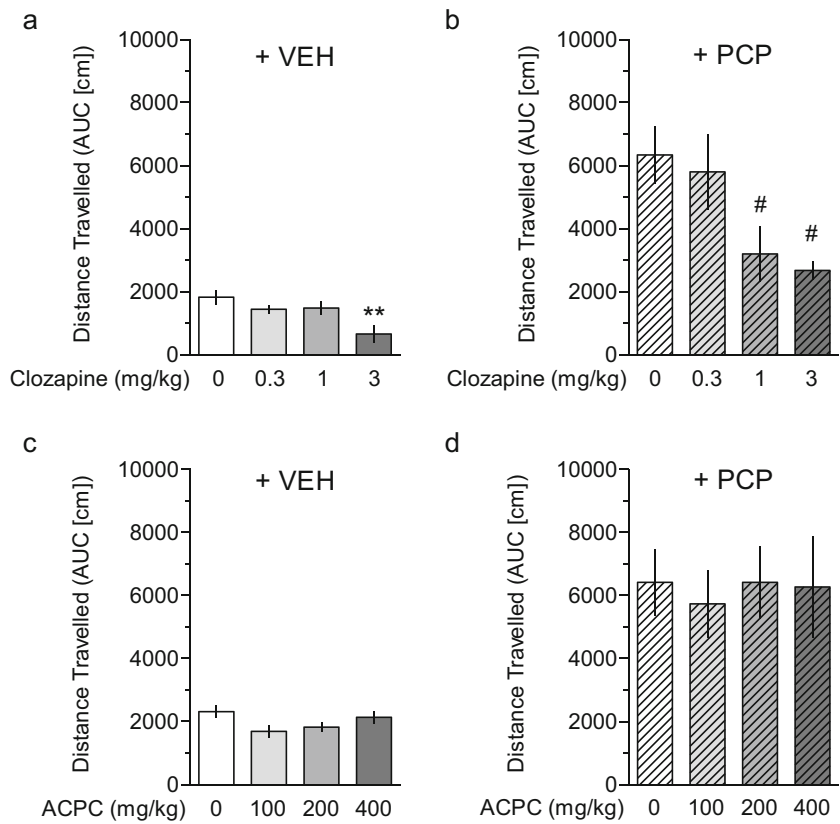 a
+ VEH
Distance Travelled (AUC [cm])
10000
8000
6000
4000
2000
0
**
Clozapine (mg/kg) 0 0.3 1 3
b
+ PCP
Distance Travelled (AUC [cm])
10000
8000
6000
4000
2000
0
# #
Clozapine (mg/kg) 0 0.3 1 3
c
+ VEH
Distance Travelled (AUC [cm])
10000
8000
6000
4000
2000
0
ACPC (mg/kg) 0 100 200 400
d
+ PCP
Distance Travelled (AUC [cm])
10000
8000
6000
4000
2000
0
ACPC (mg/kg) 0 100 200 400